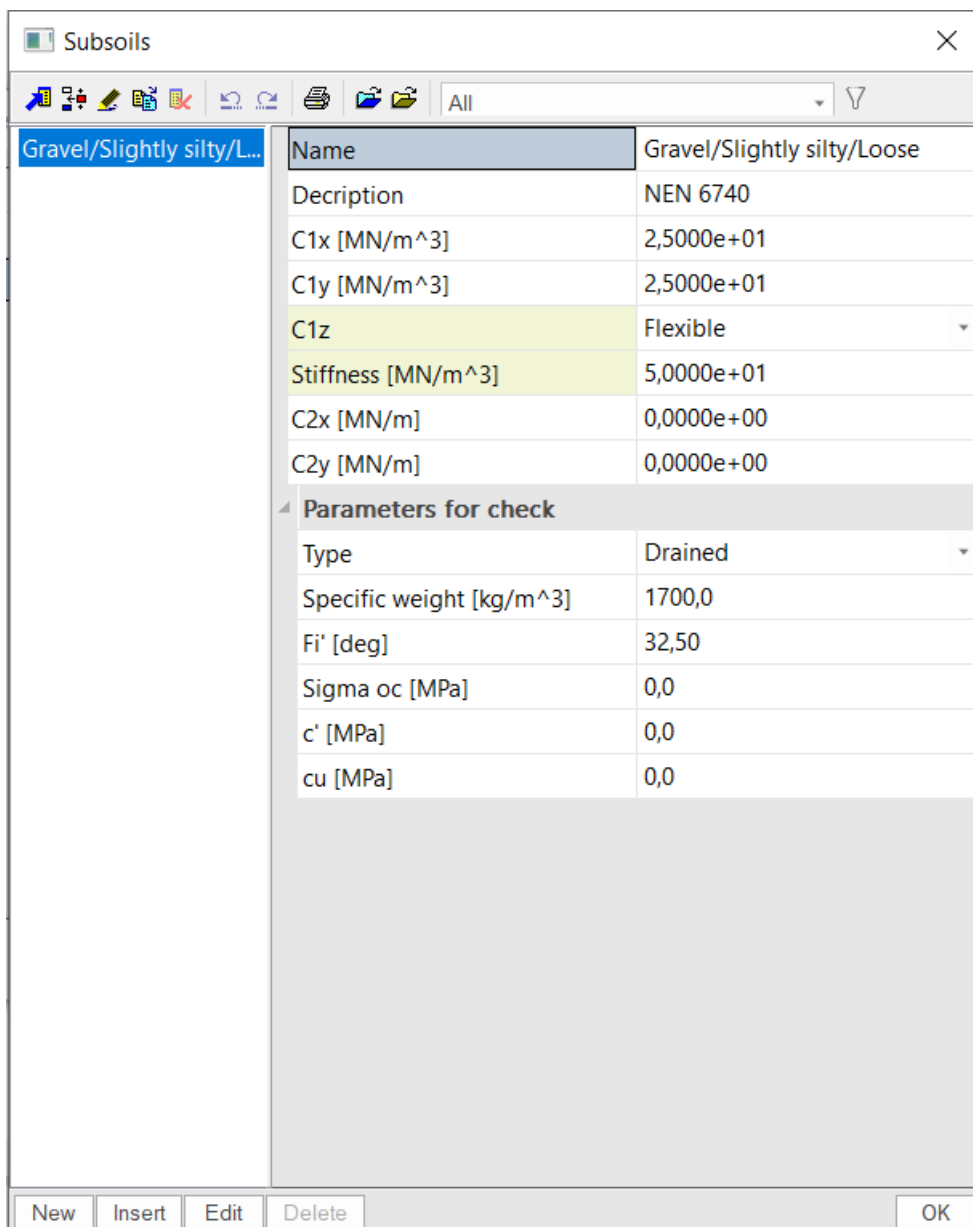 Subsoils
All
Gravel/Slightly silty/L...
Name Gravel/Slightly silty/Loose
Decription NEN 6740
C1x [MN/m^3] 2,5000e+01
C1y [MN/m^3] 2,5000e+01
C1z Flexible
Stiffness [MN/m^3] 5,0000e+01
C2x [MN/m] 0,0000e+00
C2y [MN/m] 0,0000e+00
Parameters for check
Type Drained
Specific weight [kg/m^3] 1700,0
Fi' [deg] 32,50
Sigma oc [MPa] 0,0
c' [MPa] 0,0
cu [MPa] 0,0
New Insert Edit Delete OK